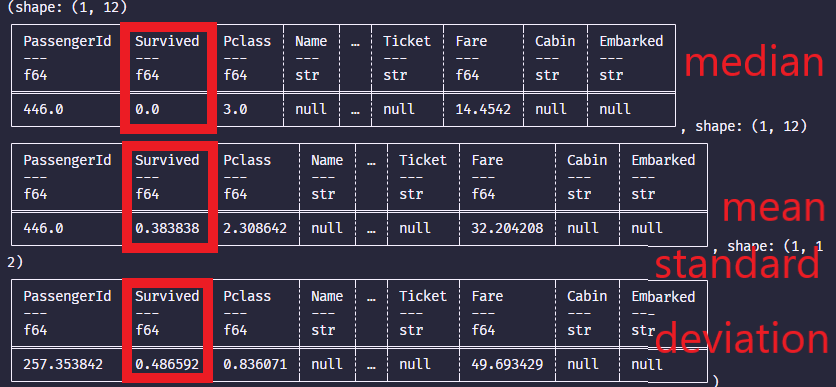 (shape: (1, 12)
PassengerId Survived Pclass Name … Ticket Fare Cabin Embarked
--- --- --- --- --- --- --- ---
f64 f64 f64 str str f64 str str
446.0 0.0 3.0 null … null 14.4542 null null
median
, shape: (1, 12)
PassengerId Survived Pclass Name … Ticket Fare Cabin Embarked
--- --- --- --- --- --- --- ---
f64 f64 f64 str str f64 str str
446.0 0.383838 2.308642 null … null 32.204208 null null
mean
, shape: (1, 1
2)
standard
PassengerId Survived Pclass Name … Ticket Fare Cabin Embarked
--- --- --- --- --- --- --- ---
f64 f64 f64 str str f64 str str
257.353842 0.486592 0.836071 null … null 49.693429 null null
deviation
)